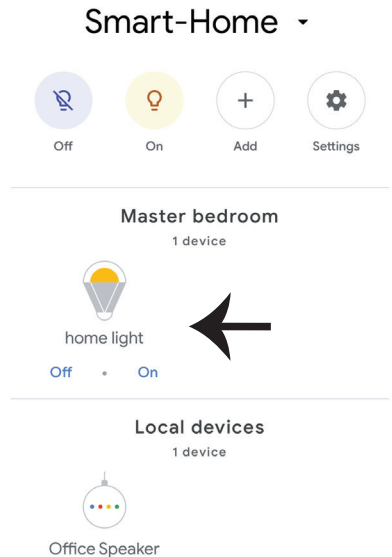 Smart-Home
Off On Add Settings
Master bedroom
1 device
home light
Off • On
Local devices
1 device
Office Speaker